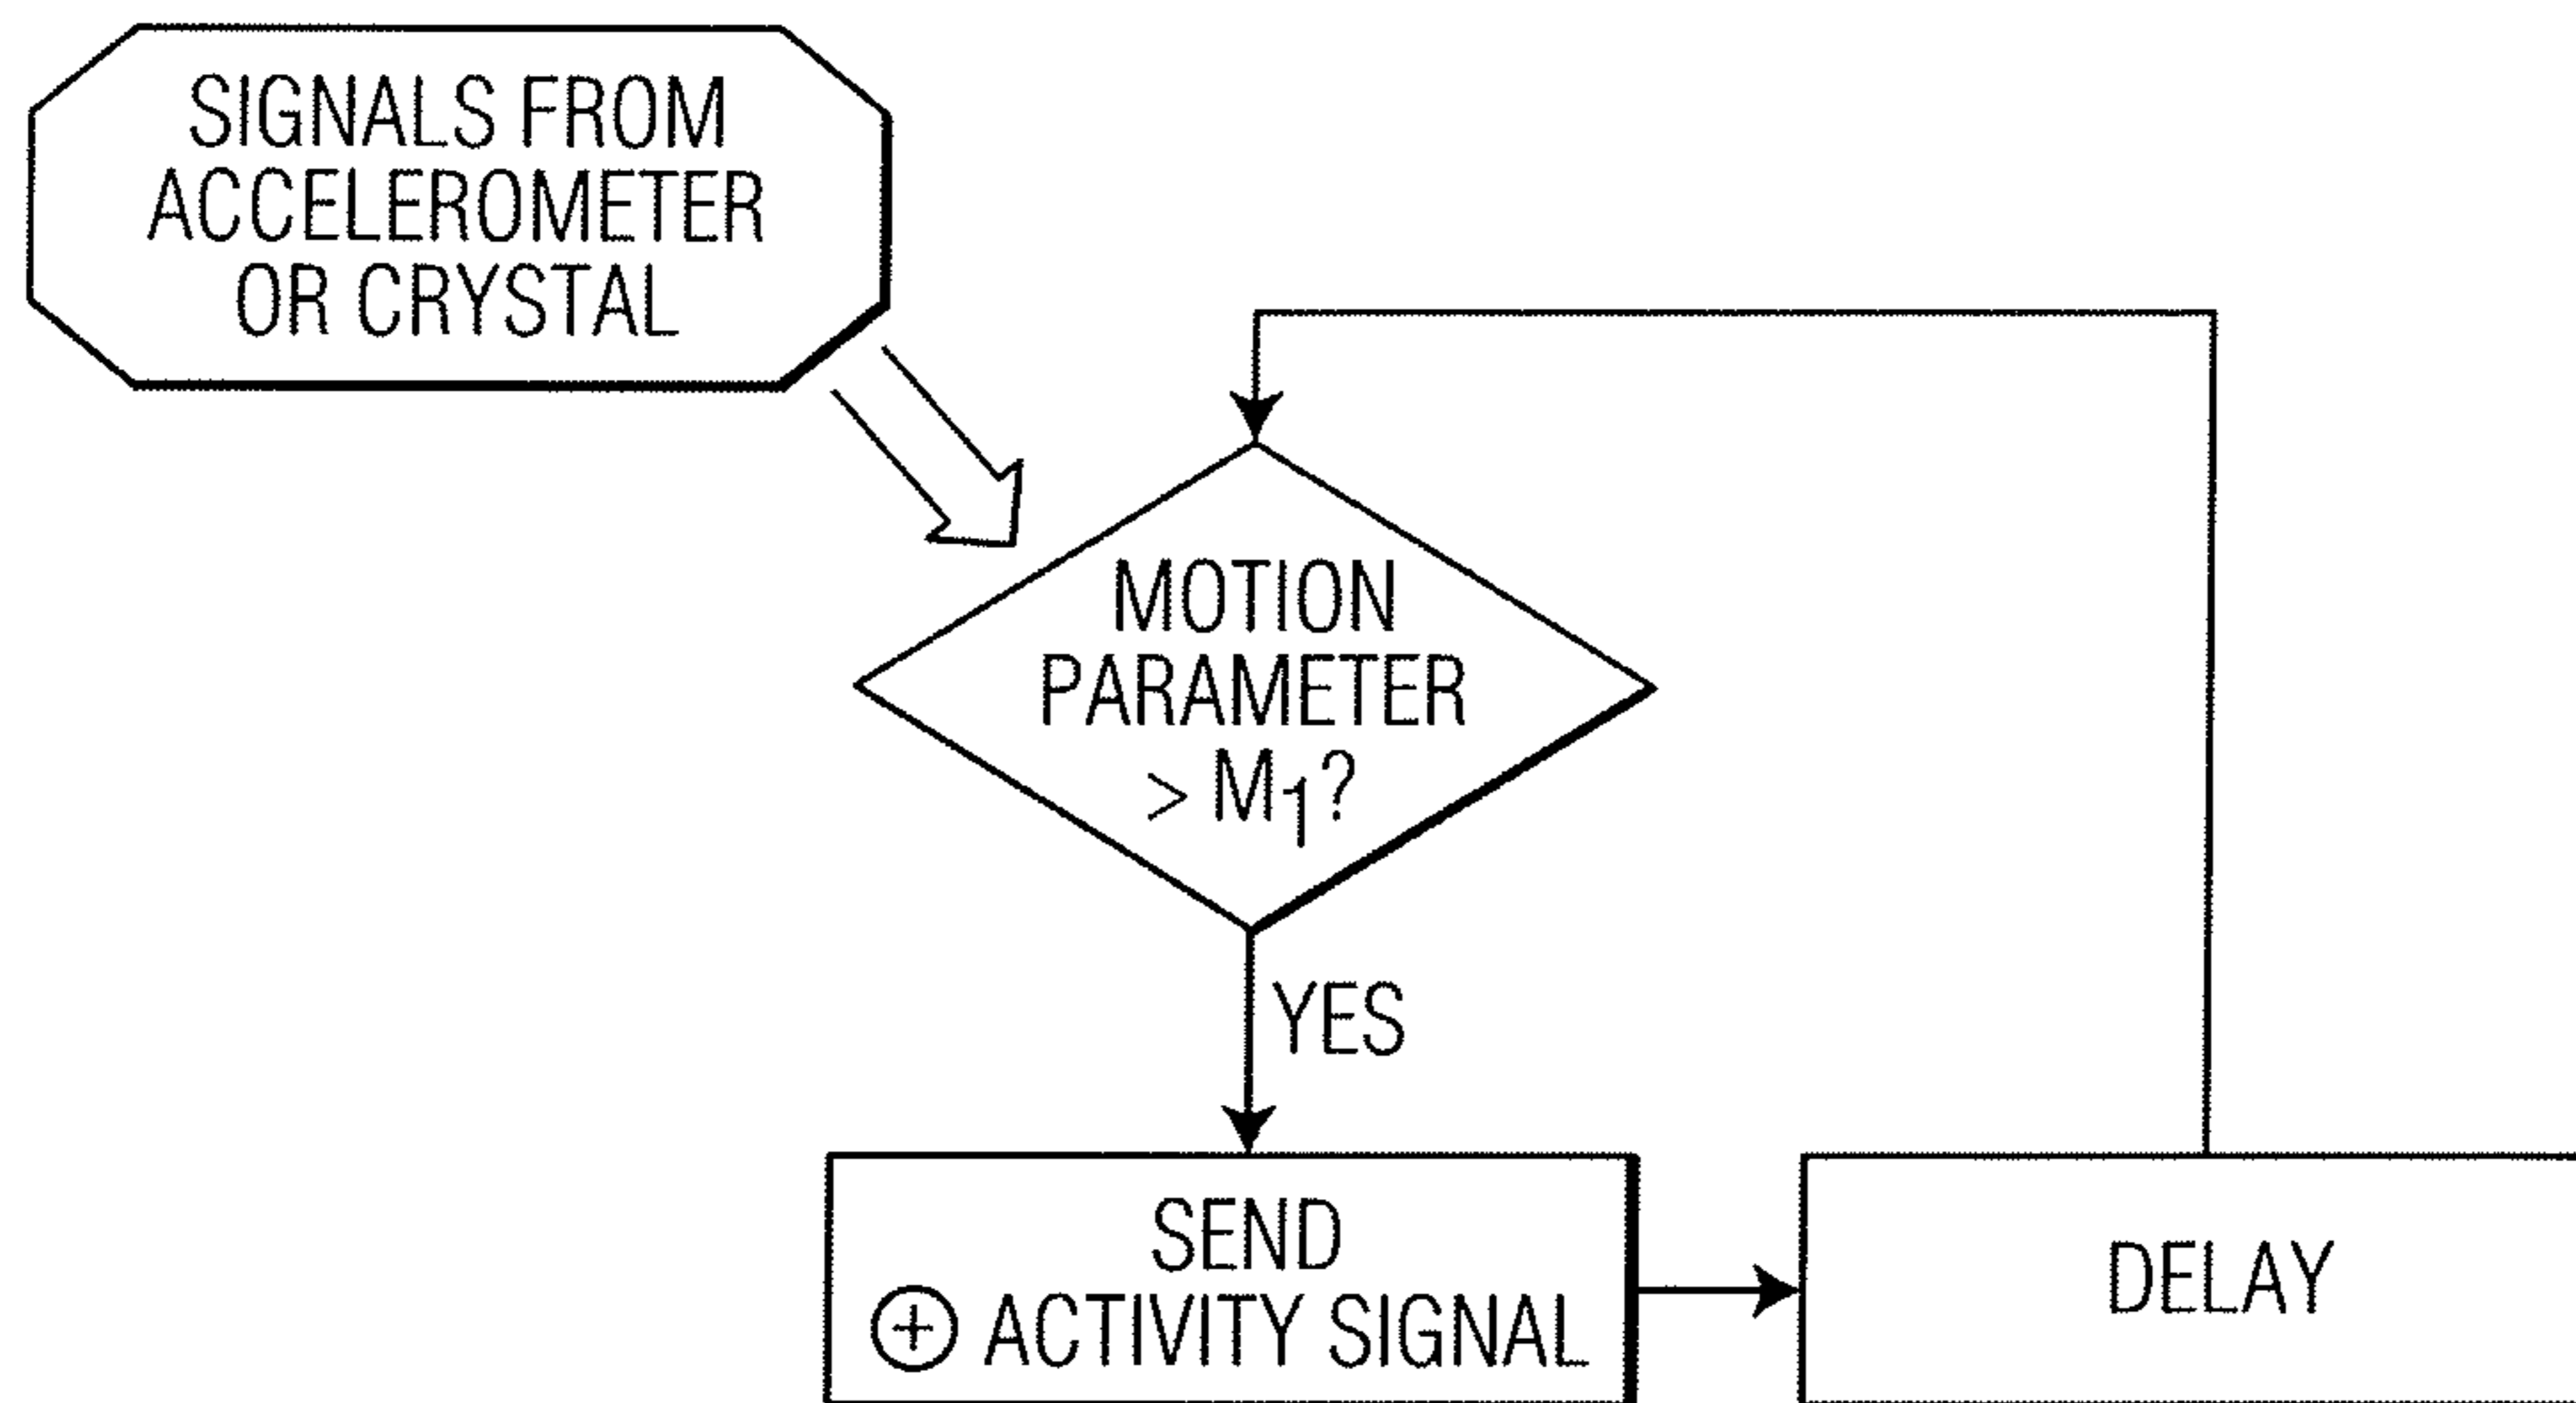 SIGNALS FROM
ACCELEROMETER
OR CRYSTAL
MOTION
PARAMETER
> M₁?
YES
SEND
⊕ ACTIVITY SIGNAL
DELAY